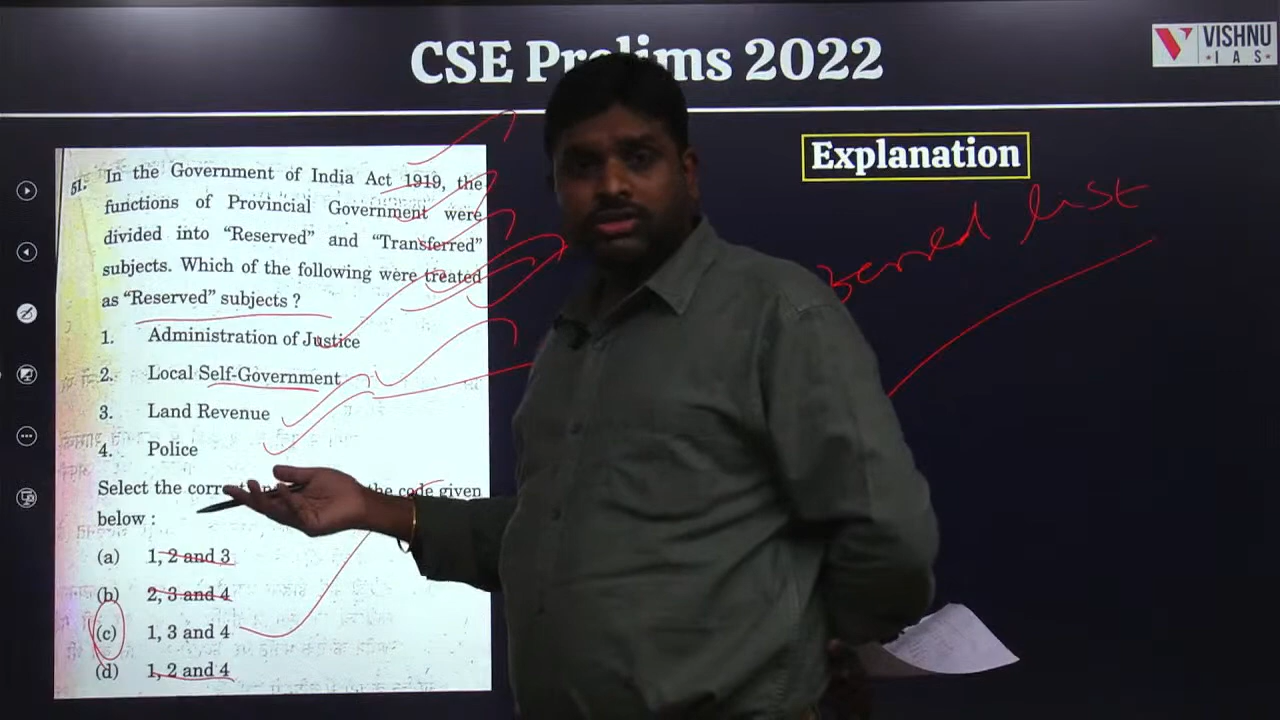 CSE Prelims 2022
VISHNU
IAS
Explanation
51. In the Government of India Act 1919, the
functions of Provincial Government were
divided into "Reserved" and "Transferred"
subjects. Which of the following were treated
as "Reserved" subjects ?
1. Administration of Justice
2. Local Self-Government
3. Land Revenue
4. Police
Select the the code given
below :
(a) 1, 2 and 3
(b) 2, 3 and 4
(c) 1, 3 and 4
(d) 1, 2 and 4
list